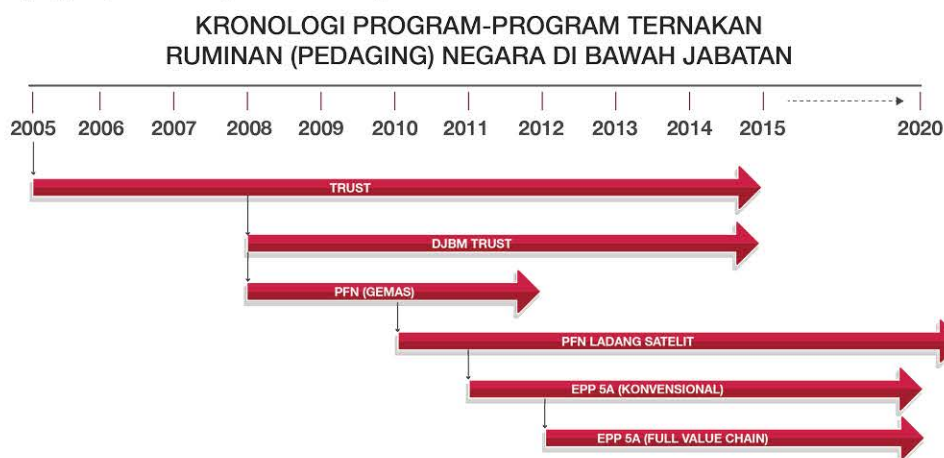 KRONOLOGI PROGRAM-PROGRAM TERNAKAN
RUMINAN (PEDAGING) NEGARA DI BAWAH JABATAN
2005 2006 2007 2008 2009 2010 2011 2012 2013 2014 2015 2020
TRUST
DJBM TRUST
PFN (GEMAS)
PFN LADANG SATELIT
EPP 5A (KONVENSIONAL)
EPP 5A (FULL VALUE CHAIN)